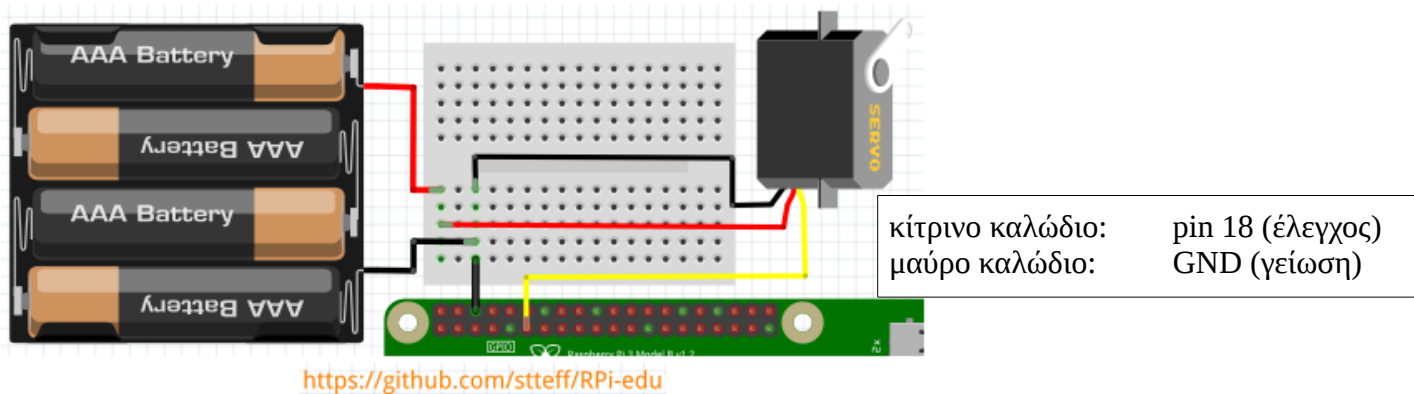 AAA Battery
AAA Battery
AAA Battery
AAA Battery
SERVO
κίτρινο καλώδιο: pin 18 (έλεγχος)
μαύρο καλώδιο: GND (γείωση)
GPIO
Raspberry Pi 3 Model B v1.2
2x
https://github.com/stteff/RPi-edu